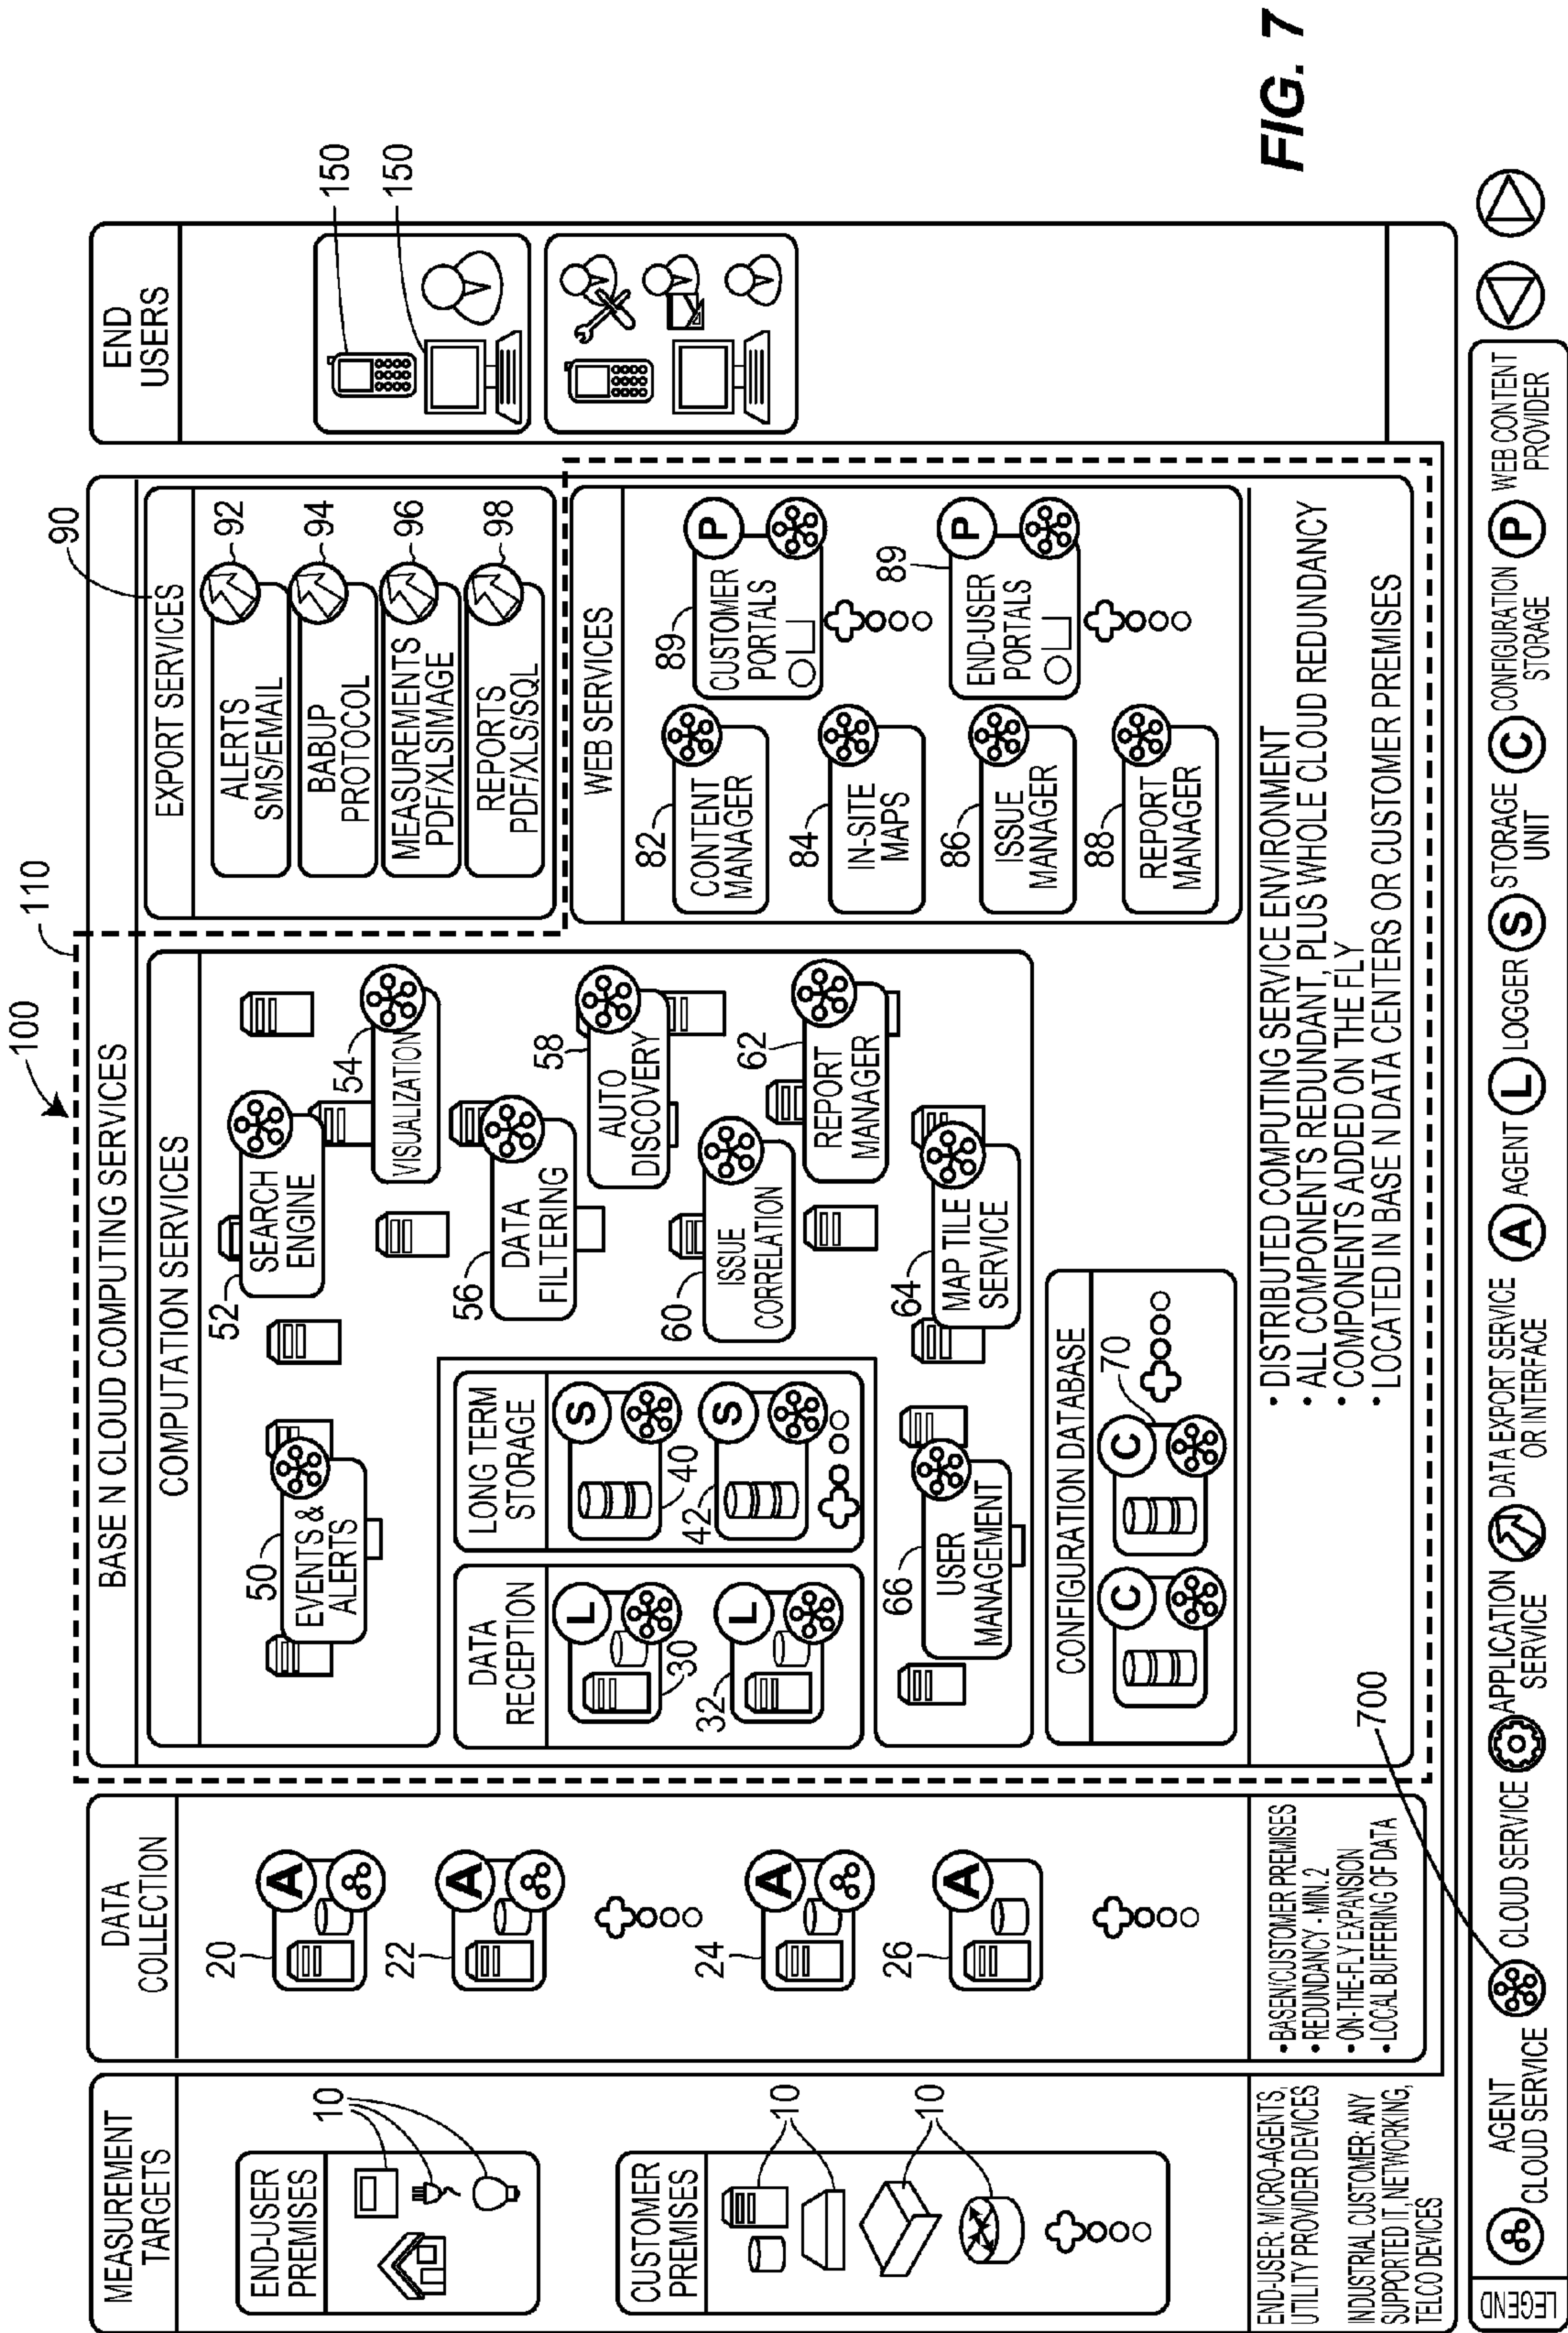 100
110
MEASUREMENT
TARGETS
END-USER
PREMISES
10
CUSTOMER
PREMISES
10
10
END-USER: MICRO-AGENTS,
UTILITY PROVIDER DEVICES
INDUSTRIAL CUSTOMER: ANY
SUPPORTED IT, NETWORKING,
TELCO DEVICES
DATA
COLLECTION
20
A
22
A
24
A
26
A
• BASEN/CUSTOMER PREMISES
• REDUNDANCY - MIN. 2
• ON-THE-FLY EXPANSION
• LOCAL BUFFERING OF DATA
BASE N CLOUD COMPUTING SERVICES
COMPUTATION SERVICES
50
EVENTS &
ALERTS
52
SEARCH
ENGINE
54
VISUALIZATION
56
DATA
FILTERING
58
AUTO
DISCOVERY
60
ISSUE
CORRELATION
62
REPORT
MANAGER
64
MAP TILE
SERVICE
66
USER
MANAGEMENT
DATA
RECEPTION
L
30
32
L
LONG TERM
STORAGE
S
40
42
S
CONFIGURATION DATABASE
C
C
70
EXPORT SERVICES
90
ALERTS
SMS/EMAIL
92
BABUP
PROTOCOL
94
MEASUREMENTS
PDF/XLSIMAGE
96
REPORTS
PDF/XLS/SQL
98
WEB SERVICES
82
CONTENT
MANAGER
84
IN-SITE
MAPS
86
ISSUE
MANAGER
88
REPORT
MANAGER
89
CUSTOMER
PORTALS
P
89
END-USER
PORTALS
P
• DISTRIBUTED COMPUTING SERVICE ENVIRONMENT
• ALL COMPONENTS REDUNDANT, PLUS WHOLE CLOUD REDUNDANCY
• COMPONENTS ADDED ON THE FLY
• LOCATED IN BASE N DATA CENTERS OR CUSTOMER PREMISES
END
USERS
150
150
700
LEGEND
AGENT
CLOUD SERVICE
CLOUD SERVICE
APPLICATION
SERVICE
DATA EXPORT SERVICE
OR INTERFACE
A AGENT
L LOGGER
S STORAGE
UNIT
C CONFIGURATION
STORAGE
P WEB CONTENT
PROVIDER
FIG. 7